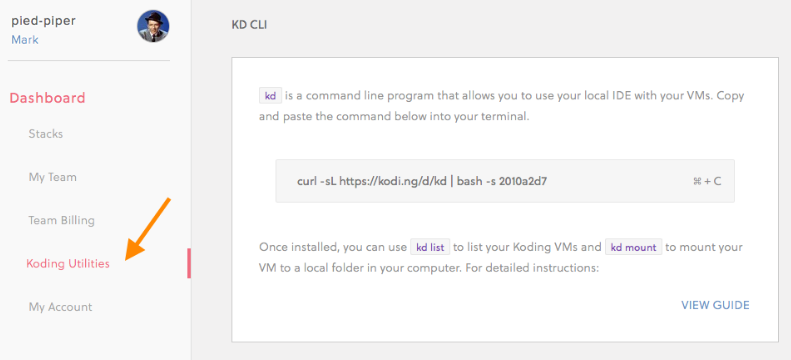 pied-piper
Mark
Dashboard
Stacks
My Team
Team Billing
Koding Utilities
My Account
KD CLI
kd is a command line program that allows you to use your local IDE with your VMs. Copy
and paste the command below into your terminal.
curl -sL https://kodi.ng/d/kd | bash -s 2010a2d7 ⌘ + C
Once installed, you can use kd list to list your Koding VMs and kd mount to mount your
VM to a local folder in your computer. For detailed instructions:
VIEW GUIDE